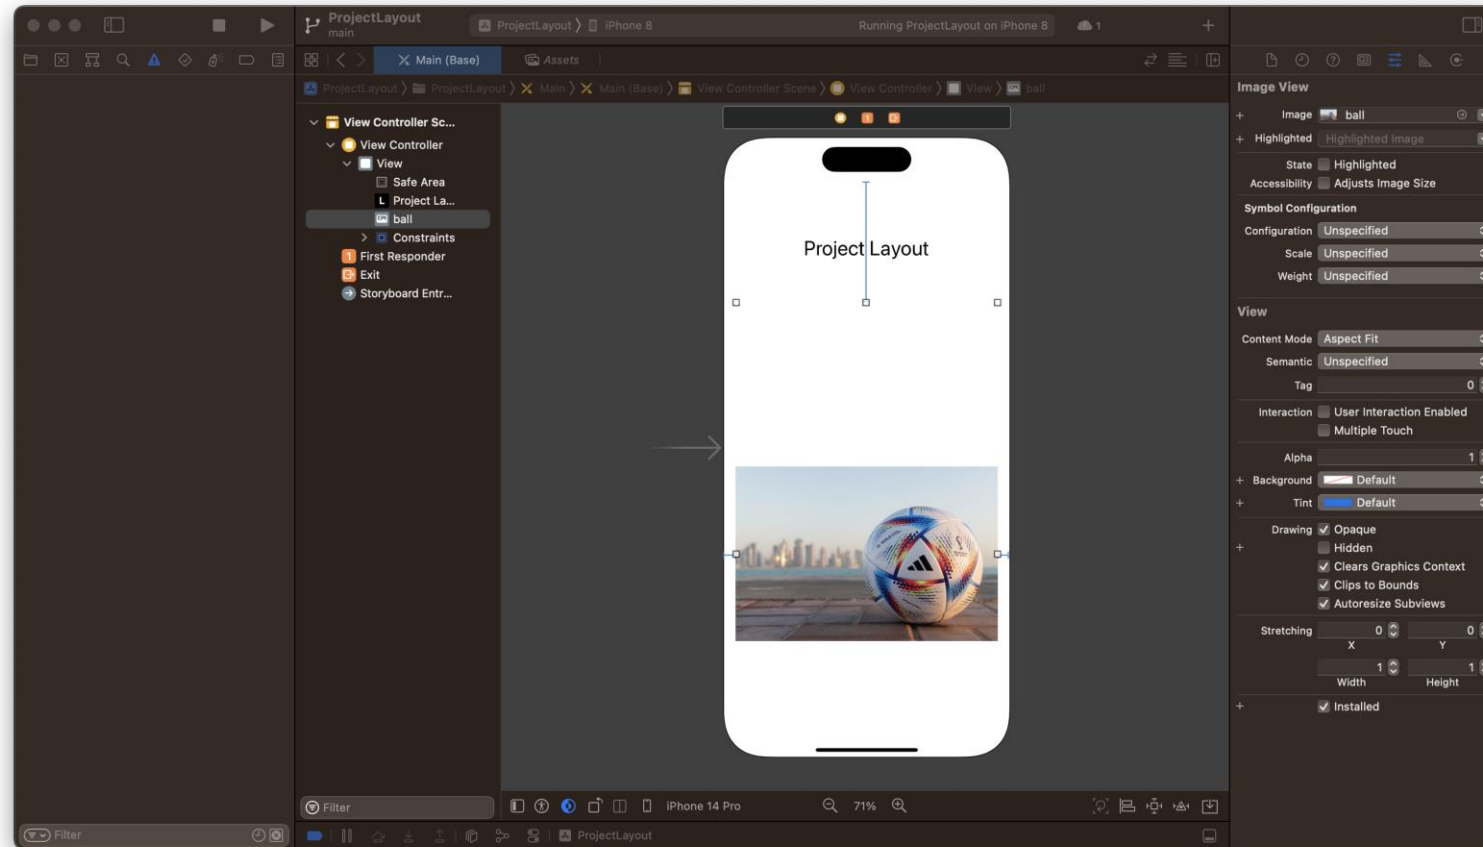 ProjectLayout
main
ProjectLayout 〉 iPhone 8
Running ProjectLayout on iPhone 8
1
Main (Base)
Assets
ProjectLayout 〉 ProjectLayout 〉 Main 〉 Main (Base) 〉 View Controller Scene 〉 View Controller 〉 View 〉 ball
View Controller Sc...
View Controller
View
Safe Area
L Project La...
ball
Constraints
1 First Responder
Exit
Storyboard Entr...
Filter
Filter
Project Layout
iPhone 14 Pro
71%
ProjectLayout
Image View
Image ball
Highlighted Highlighted Image
State Highlighted
Accessibility Adjusts Image Size
Symbol Configuration
Configuration Unspecified
Scale Unspecified
Weight Unspecified
View
Content Mode Aspect Fit
Semantic Unspecified
Tag 0
Interaction User Interaction Enabled
Multiple Touch
Alpha 1
Background Default
Tint Default
Drawing Opaque
Hidden
Clears Graphics Context
Clips to Bounds
Autoresize Subviews
Stretching 0 0
X Y
1 1
Width Height
Installed